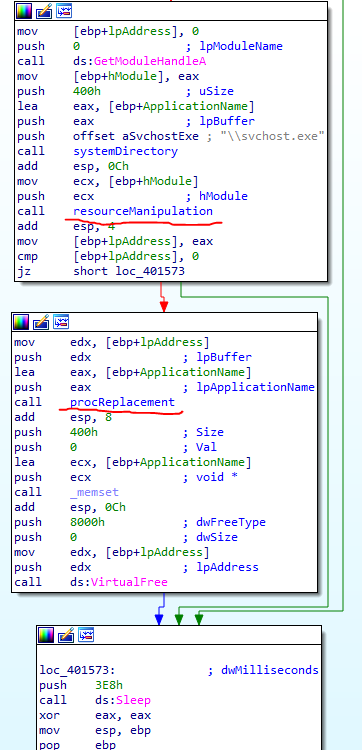 mov [ebp+lpAddress], 0
push 0 ; lpModuleName
call ds:GetModuleHandleA
mov [ebp+hModule], eax
push 400h ; uSize
lea eax, [ebp+ApplicationName]
push eax ; lpBuffer
push offset aSvchostExe ; "\\svchost.exe"
call systemDirectory
add esp, 0Ch
mov ecx, [ebp+hModule]
push ecx ; hModule
call resourceManipulation
add esp, 4
mov [ebp+lpAddress], eax
cmp [ebp+lpAddress], 0
jz short loc_401573
mov edx, [ebp+lpAddress]
push edx ; lpBuffer
lea eax, [ebp+ApplicationName]
push eax ; lpApplicationName
call procReplacement
add esp, 8
push 400h ; Size
push 0 ; Val
lea ecx, [ebp+ApplicationName]
push ecx ; void *
call _memset
add esp, 0Ch
push 8000h ; dwFreeType
push 0 ; dwSize
mov edx, [ebp+lpAddress]
push edx ; lpAddress
call ds:VirtualFree
loc_401573: ; dwMilliseconds
push 3E8h
call ds:Sleep
xor eax, eax
mov esp, ebp
pop ebp